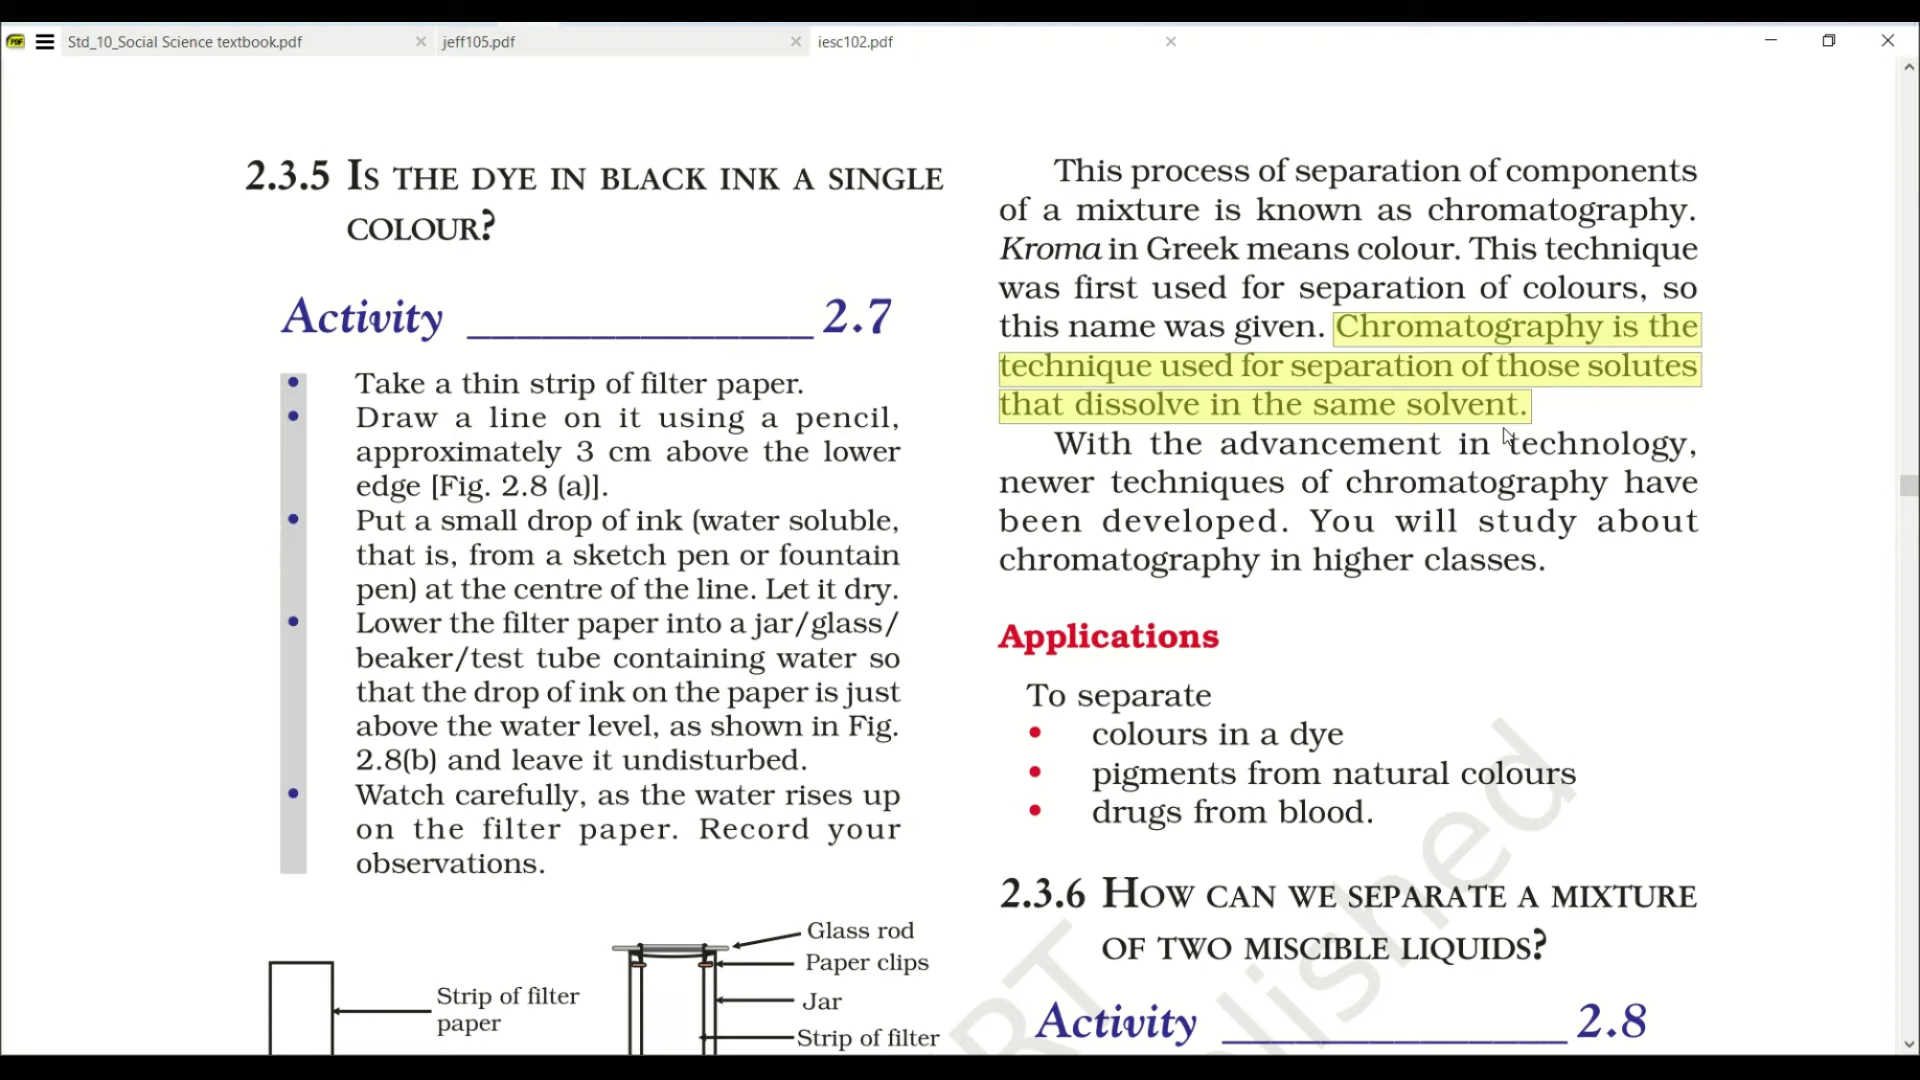 Std_10_Social Science textbook.pdf
jeff105.pdf
iesc102.pdf
2.3.5 IS THE DYE IN BLACK INK A SINGLE
COLOUR?
Activity _______________ 2.7
• Take a thin strip of filter paper.
• Draw a line on it using a pencil,
approximately 3 cm above the lower
edge [Fig. 2.8 (a)].
• Put a small drop of ink (water soluble,
that is, from a sketch pen or fountain
pen) at the centre of the line. Let it dry.
• Lower the filter paper into a jar/glass/
beaker/test tube containing water so
that the drop of ink on the paper is just
above the water level, as shown in Fig.
2.8(b) and leave it undisturbed.
• Watch carefully, as the water rises up
on the filter paper. Record your
observations.
Strip of filter
paper
Glass rod
Paper clips
Jar
Strip of filter
This process of separation of components
of a mixture is known as chromatography.
Kroma in Greek means colour. This technique
was first used for separation of colours, so
this name was given. Chromatography is the
technique used for separation of those solutes
that dissolve in the same solvent.
With the advancement in technology,
newer techniques of chromatography have
been developed. You will study about
chromatography in higher classes.
Applications
To separate
• colours in a dye
• pigments from natural colours
• drugs from blood.
2.3.6 HOW CAN WE SEPARATE A MIXTURE
OF TWO MISCIBLE LIQUIDS?
Activity _______________ 2.8